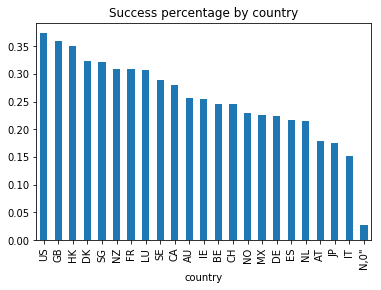 Success percentage by country
0.35
0.30
0.25
0.20
0.15
0.10
0.05
0.00
US
GB
HK
DK
SG
NZ
FR
LU
SE
CA
AU
IE
BE
CH
NO
MX
DE
ES
NL
AT
JP
IT
N,0"
country